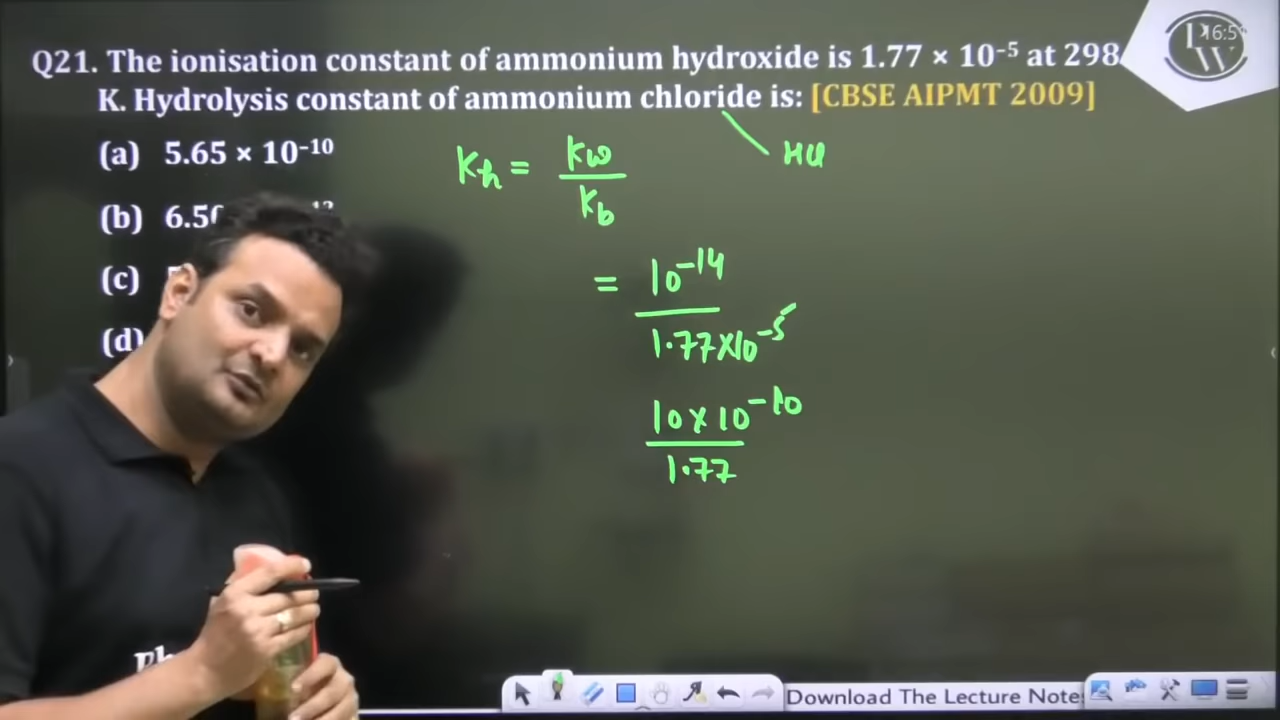 Q21. The ionisation constant of ammonium hydroxide is 1.77 × 10⁻⁵ at 298
K. Hydrolysis constant of ammonium chloride is: [CBSE AIPMT 2009]
(a) 5.65 × 10⁻¹⁰
(b) 6.50
(c)
(d)
HCl
Kh = Kw / Kb
= 10⁻¹⁴ / 1.77×10⁻⁵
10 × 10⁻¹⁰ / 1.77
PW
Download The Lecture Note